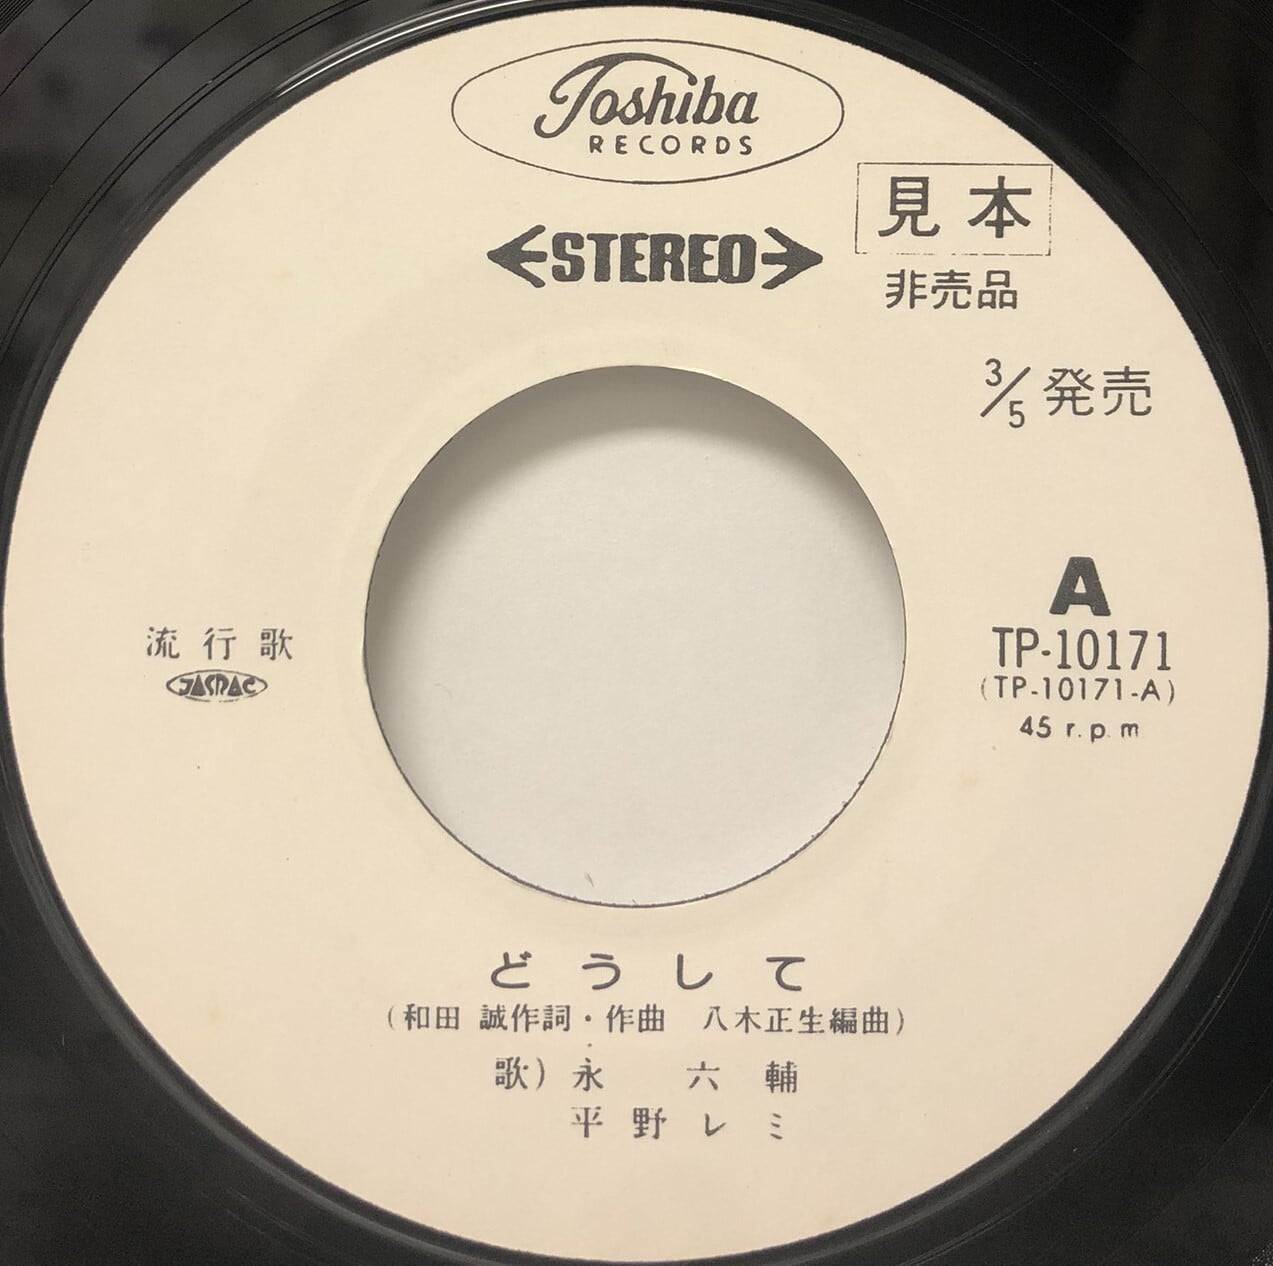 Toshiba
RECORDS
STEREO
見本
非売品
3/5 発売
A
TP-10171
(TP-10171-A)
45 r.p.m
流行歌
JASRAC
どうして
(和田 誠作詞・作曲 八木正生編曲)
歌) 永 六 輔
平野レミ